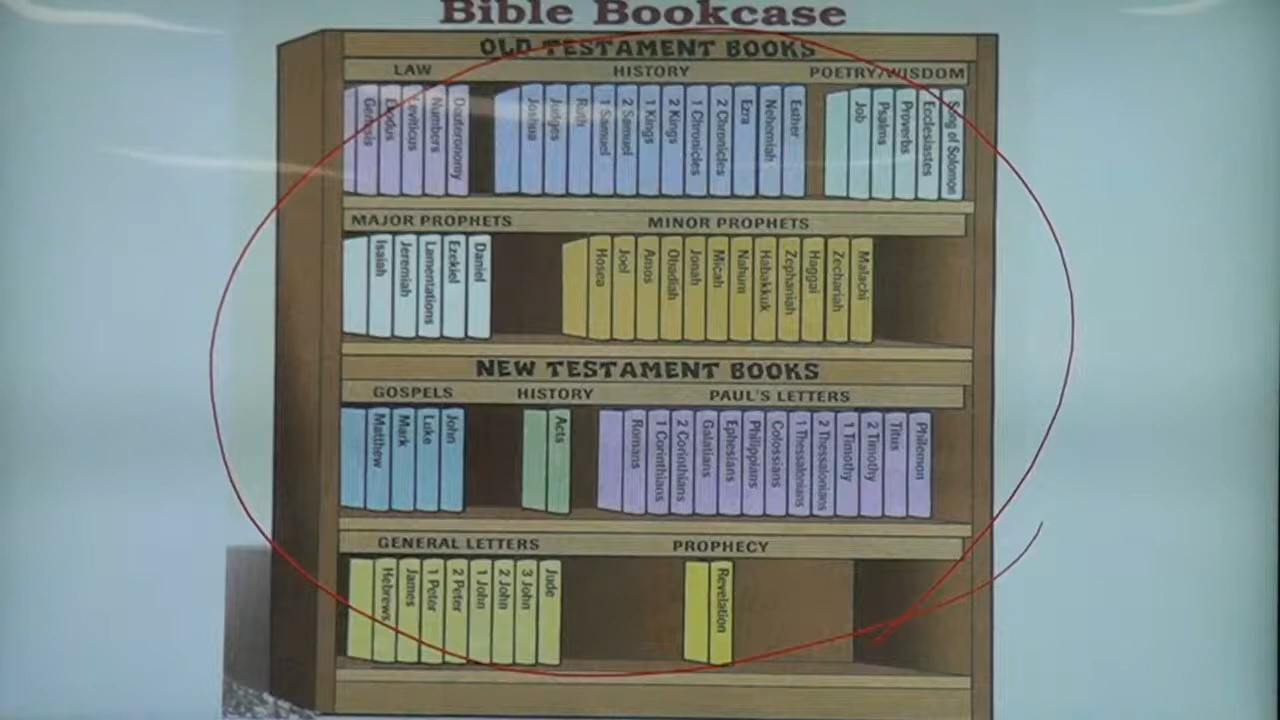 Bible Bookcase
OLD TESTAMENT BOOKS
LAW
HISTORY
POETRY/WISDOM
Genesis
Exodus
Leviticus
Numbers
Deuteronomy
Joshua
Judges
Ruth
1 Samuel
2 Samuel
1 Kings
2 Kings
1 Chronicles
2 Chronicles
Ezra
Nehemiah
Esther
Job
Psalms
Proverbs
Ecclesiastes
Song of Solomon
MAJOR PROPHETS
MINOR PROPHETS
Isaiah
Jeremiah
Lamentations
Ezekiel
Daniel
Hosea
Joel
Amos
Obadiah
Jonah
Micah
Nahum
Habakkuk
Zephaniah
Haggai
Zechariah
Malachi
NEW TESTAMENT BOOKS
GOSPELS
HISTORY
PAUL'S LETTERS
Matthew
Mark
Luke
John
Acts
Romans
1 Corinthians
2 Corinthians
Galatians
Ephesians
Philippians
Colossians
1 Thessalonians
2 Thessalonians
1 Timothy
2 Timothy
Titus
Philemon
GENERAL LETTERS
PROPHECY
Hebrews
James
1 Peter
2 Peter
1 John
2 John
3 John
Jude
Revelation